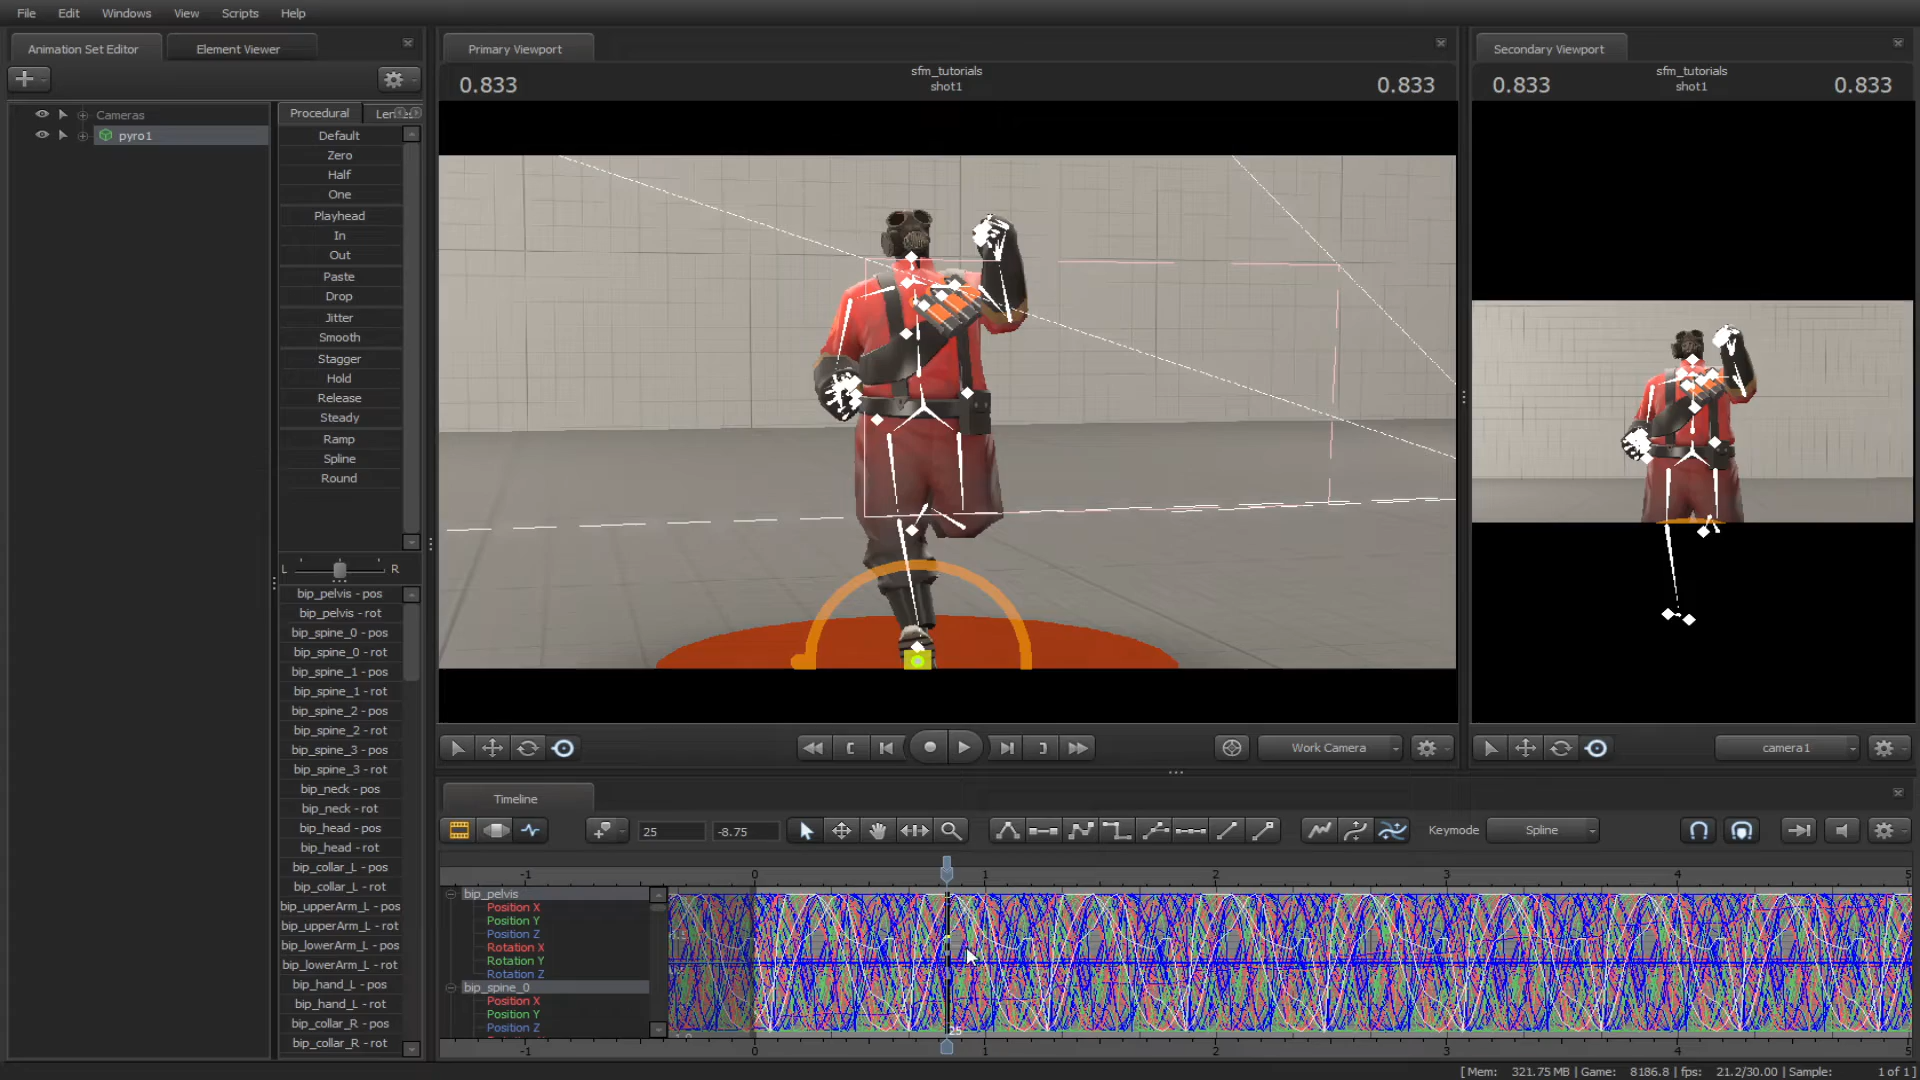 File Edit Windows View Scripts Help
Animation Set Editor Element Viewer
Primary Viewport
Secondary Viewport
sfm_tutorials
shot1
0.833 0.833
sfm_tutorials
shot1
0.833 0.833
Cameras
pyro1
Procedural
Default
Zero
Half
One
Playhead
In
Out
Paste
Drop
Jitter
Smooth
Stagger
Hold
Release
Steady
Ramp
Spline
Round
L R
bip_pelvis - pos
bip_pelvis - rot
bip_spine_0 - pos
bip_spine_0 - rot
bip_spine_1 - pos
bip_spine_1 - rot
bip_spine_2 - pos
bip_spine_2 - rot
bip_spine_3 - pos
bip_spine_3 - rot
bip_neck - pos
bip_neck - rot
bip_head - pos
bip_head - rot
bip_collar_L - pos
bip_collar_L - rot
bip_upperArm_L - pos
bip_upperArm_L - rot
bip_lowerArm_L - pos
bip_lowerArm_L - rot
bip_hand_L - pos
bip_hand_L - rot
bip_collar_R - pos
bip_collar_R - rot
Work Camera
camera1
Timeline
25 -8.75 Keymode Spline
-1 0 1 2 3 4 5
bip_pelvis
Position X
Position Y
Position Z
Rotation X
Rotation Y
Rotation Z
bip_spine_0
Position X
Position Y
Position Z
25
-1 0 1 2 3 4 5
[ Mem: 321.75 MB | Game: 8186.8 | fps: 21.2/30.00 | Sample: 1 of 1 ]